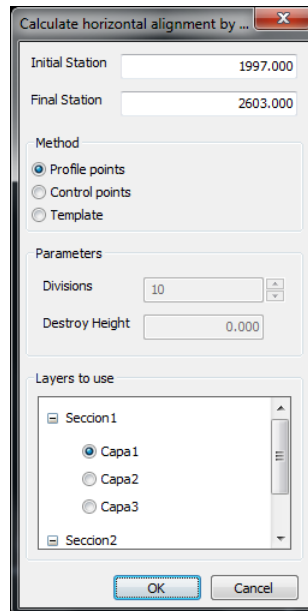 Calculate horizontal alignment by ...
Initial Station 1997.000
Final Station 2603.000
Method
Profile points
Control points
Template
Parameters
Divisions 10
Destroy Height 0.000
Layers to use
Seccion1
Capa1
Capa2
Capa3
Seccion2
OK Cancel